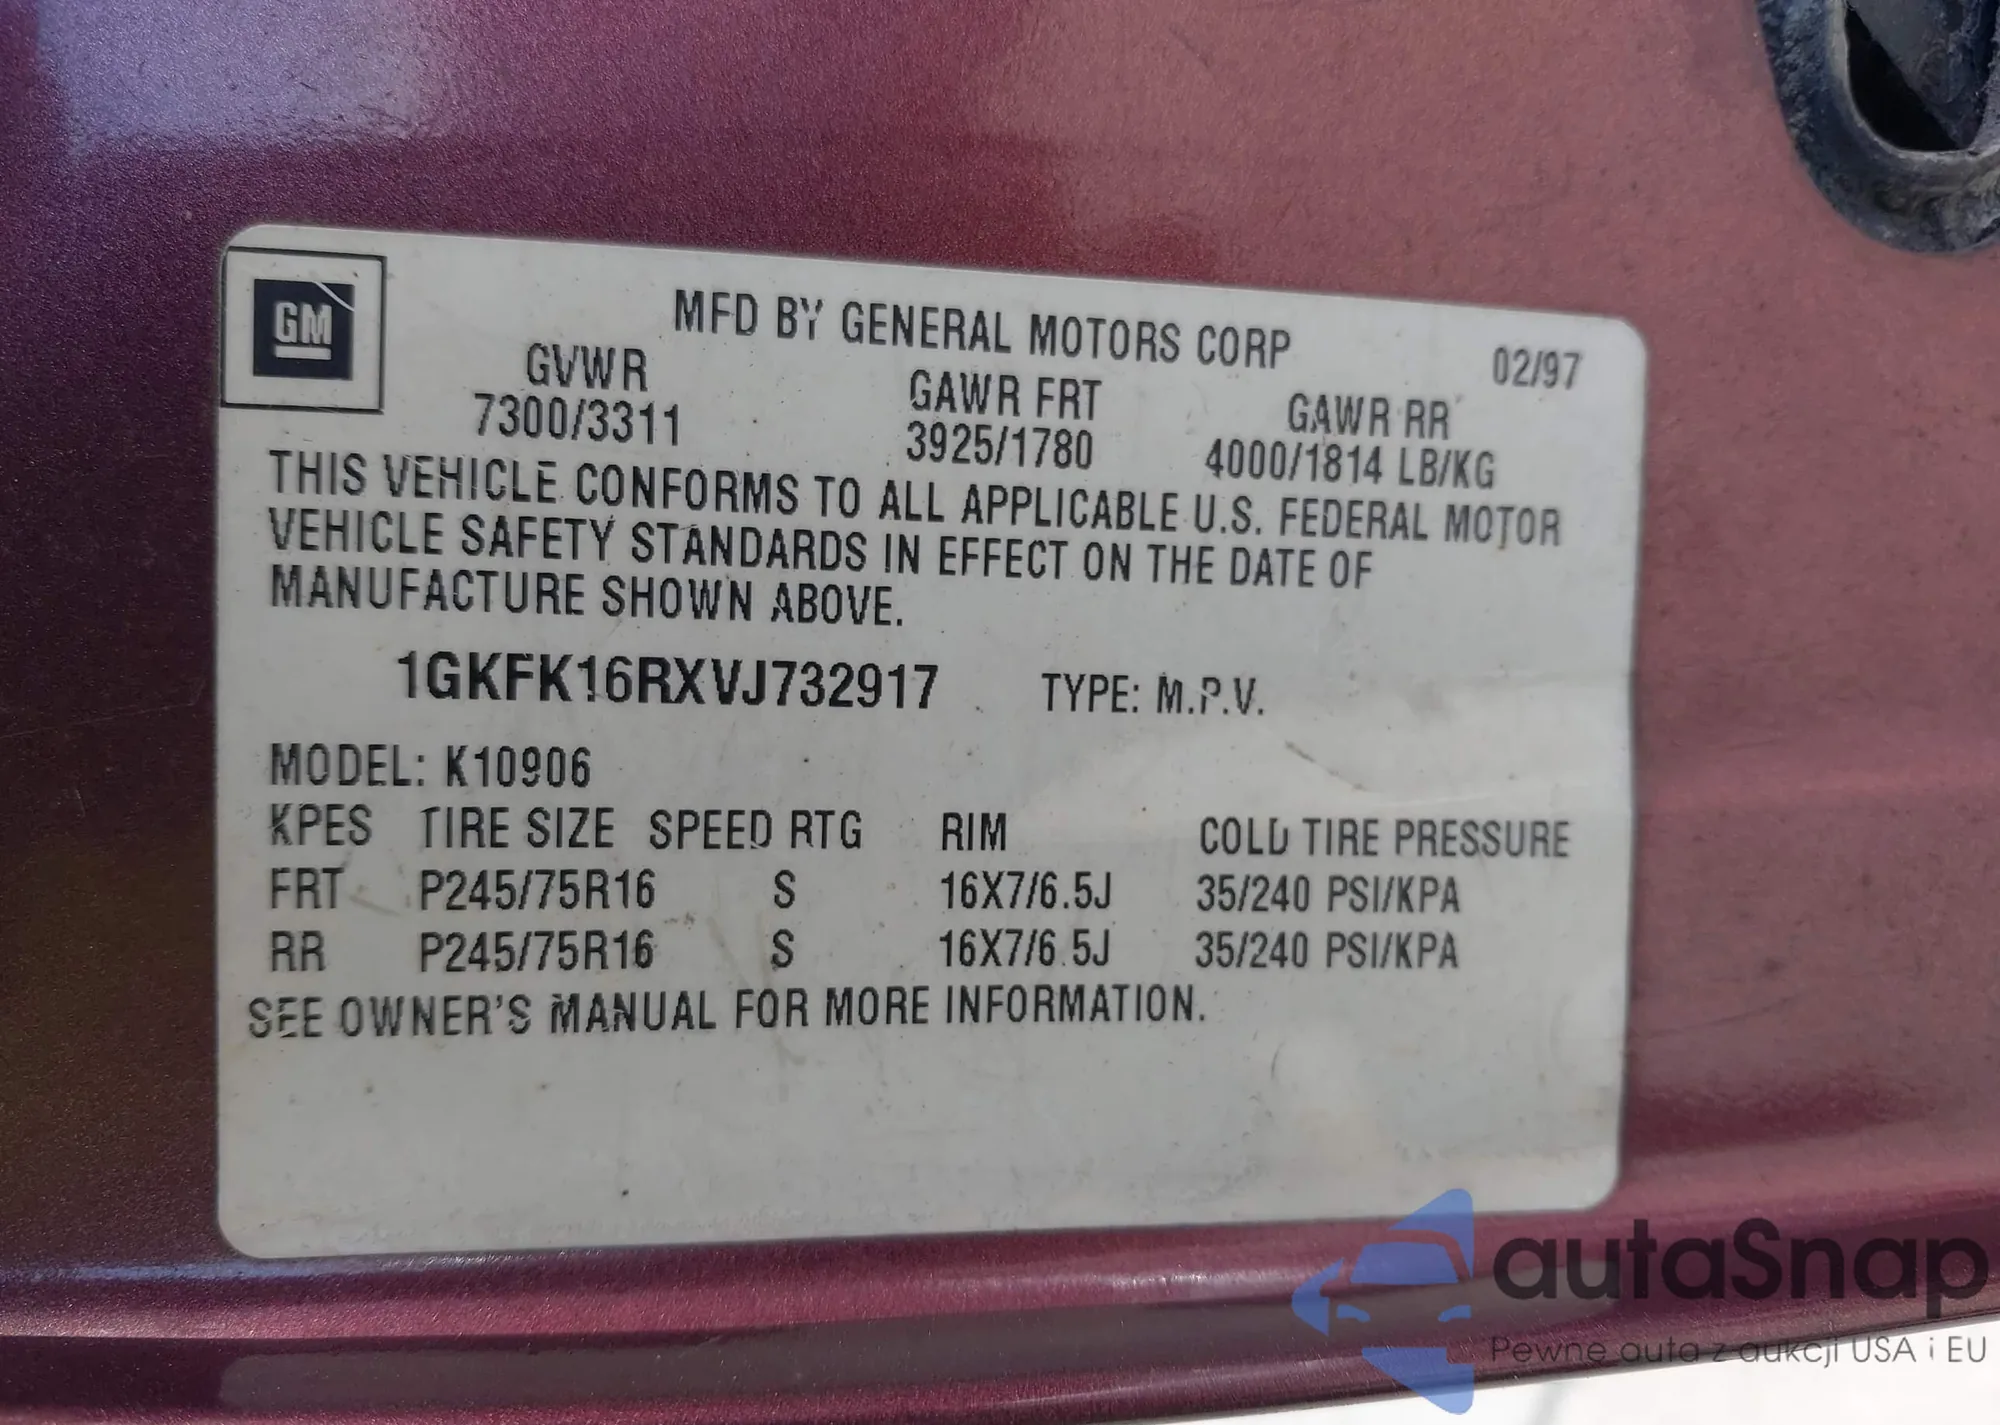 GM
MFD BY GENERAL MOTORS CORP
02/97
GVWR
GAWR FRT
GAWR RR
7300/3311
3925/1780
4000/1814 LB/KG
THIS VEHICLE CONFORMS TO ALL APPLICABLE U.S. FEDERAL MOTOR
VEHICLE SAFETY STANDARDS IN EFFECT ON THE DATE OF
MANUFACTURE SHOWN ABOVE.
1GKFK16RXVJ732917 TYPE: M.P.V.
MODEL: K10906
KPES TIRE SIZE SPEED RTG RIM COLD TIRE PRESSURE
FRT P245/75R16 S 16X7/6.5J 35/240 PSI/KPA
RR P245/75R16 S 16X7/6.5J 35/240 PSI/KPA
SEE OWNER'S MANUAL FOR MORE INFORMATION.
autaSnap
Pewne auta z aukcji USA i EU